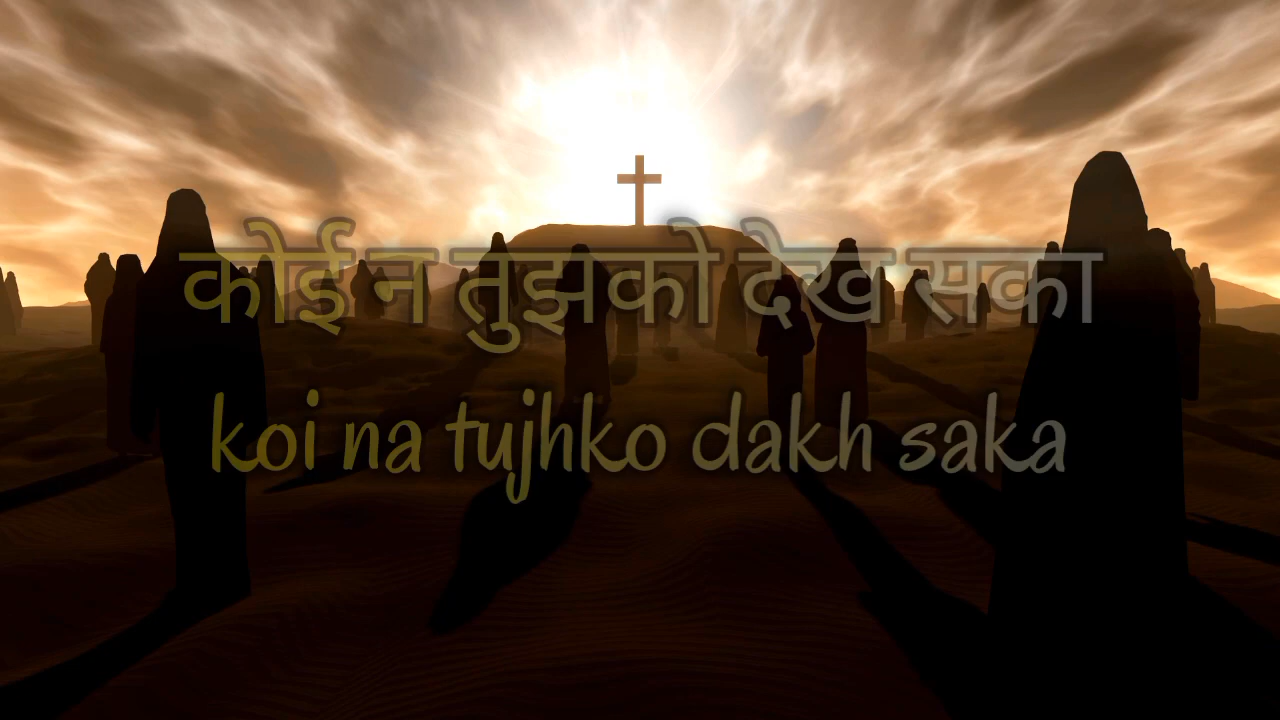 कोई न तुझको देख सका
koi na tujhko dakh saka